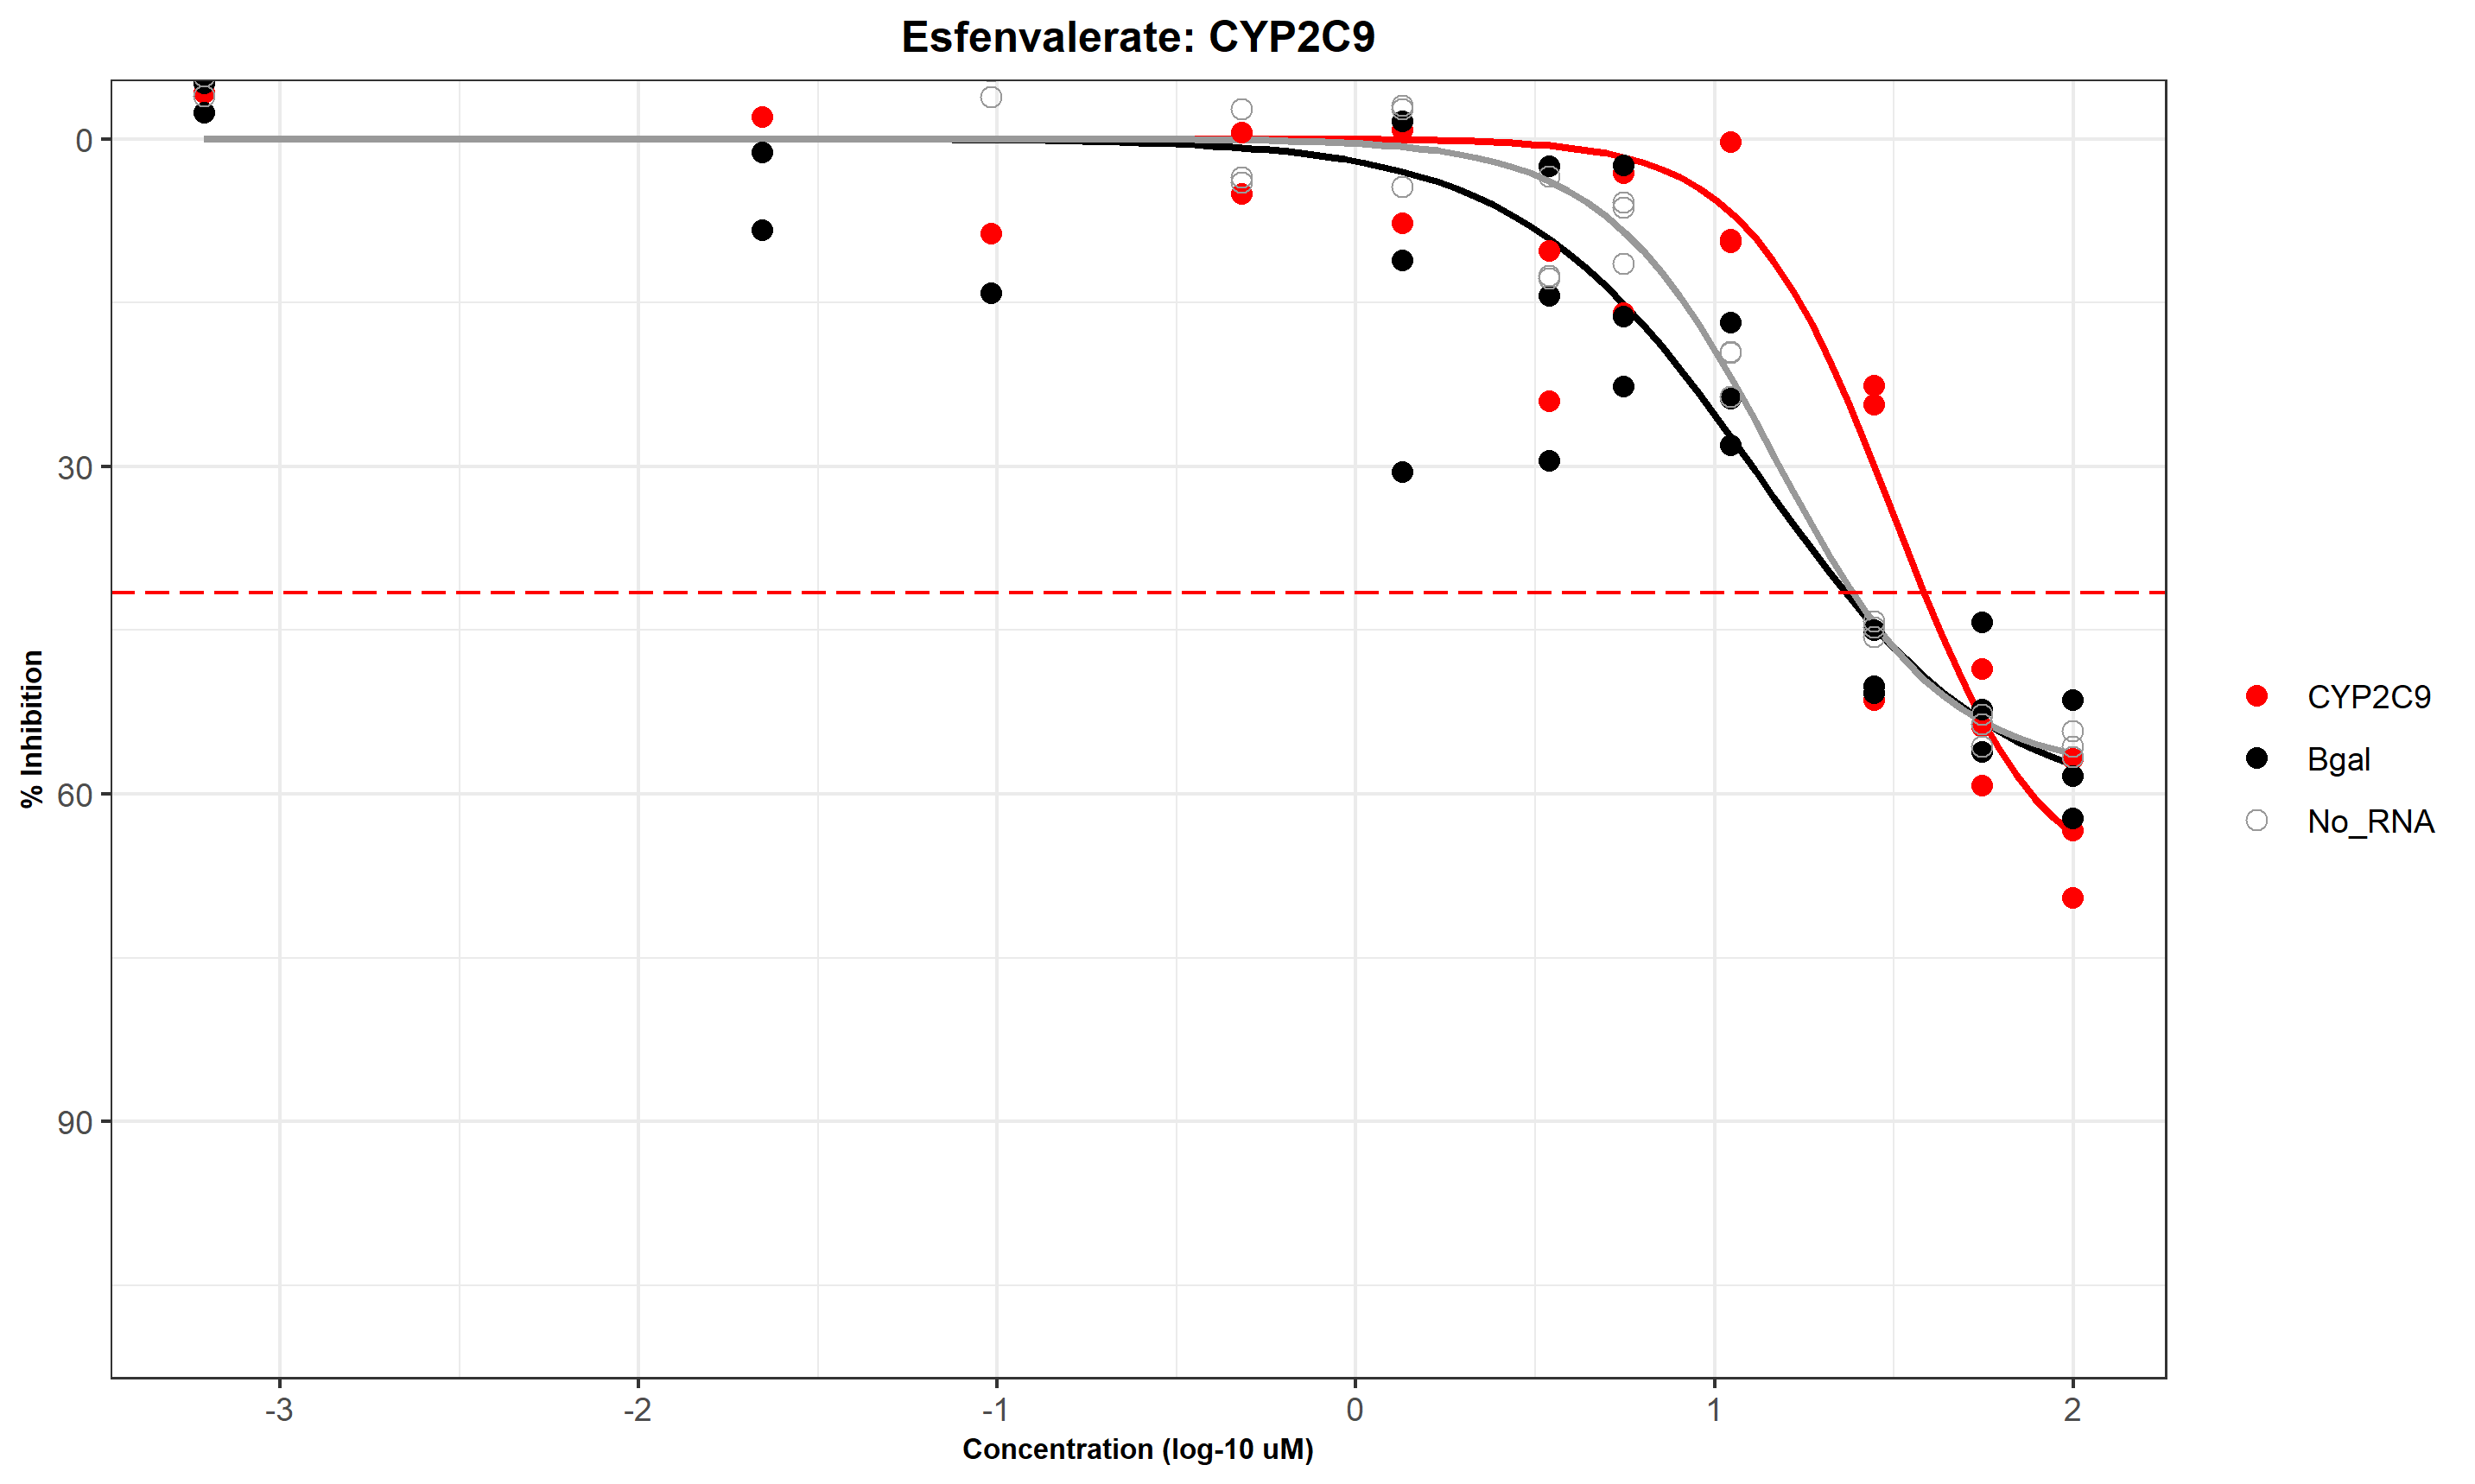 Esfenvalerate: CYP2C9
0
30
60
90
% Inhibition
-3
-2
-1
0
1
2
Concentration (log-10 uM)
CYP2C9
Bgal
No_RNA